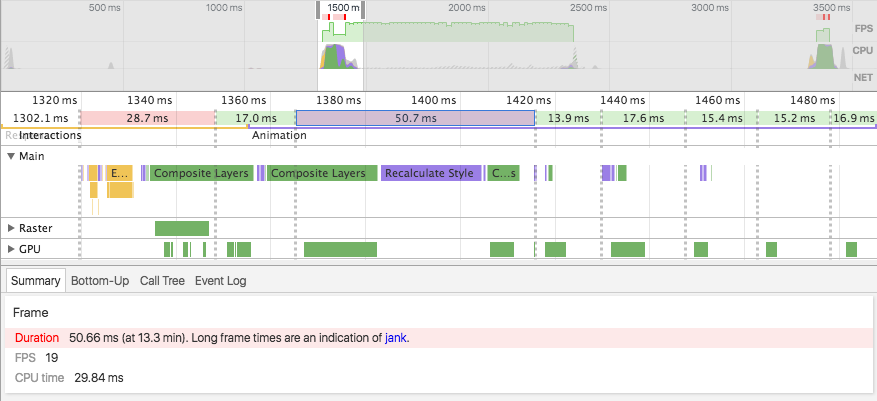 500 ms 1000 ms 1500 m 2000 ms 2500 ms 3000 ms 3500 ms
FPS
CPU
NET
1320 ms 1340 ms 1360 ms 1380 ms 1400 ms 1420 ms 1440 ms 1460 ms 1480 ms
1302.1 ms 28.7 ms 17.0 ms 50.7 ms 13.9 ms 17.6 ms 15.4 ms 15.2 ms 16.9 ms
Interactions Animation
Main
E... Composite Layers Composite Layers Recalculate Style C...s
Raster
GPU
Summary Bottom-Up Call Tree Event Log
Frame
Duration 50.66 ms (at 13.3 min). Long frame times are an indication of jank.
FPS 19
CPU time 29.84 ms